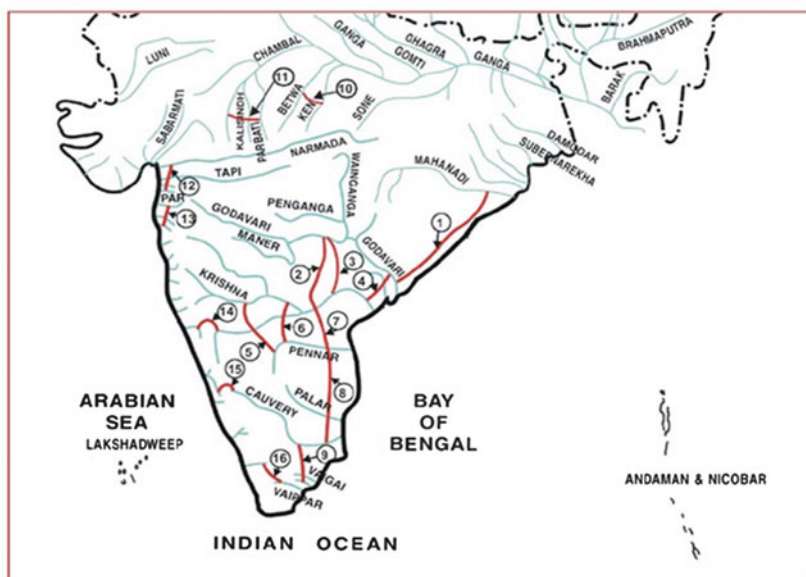 LUNI
CHAMBAL
GANGA
GHAGRA
GOMTI
GANGA
BRAHMAPUTRA
BARAK
SABARMATI
KALISINDH
PARBATI
BETWA
KEN
SONE
11
10
NARMADA
TAPI
WAINGANGA
MAHANADI
DAMODAR
SUBERNAREKHA
12
PAR
13
GODAVARI
PENGANGA
MANER
GODAVARI
1
2
3
4
KRISHNA
14
5
6
7
PENNAR
15
8
CAUVERY
PALAR
ARABIAN
SEA
LAKSHADWEEP
BAY
OF
BENGAL
16
9
VAIGAI
VAIPPAR
ANDAMAN & NICOBAR
INDIAN OCEAN